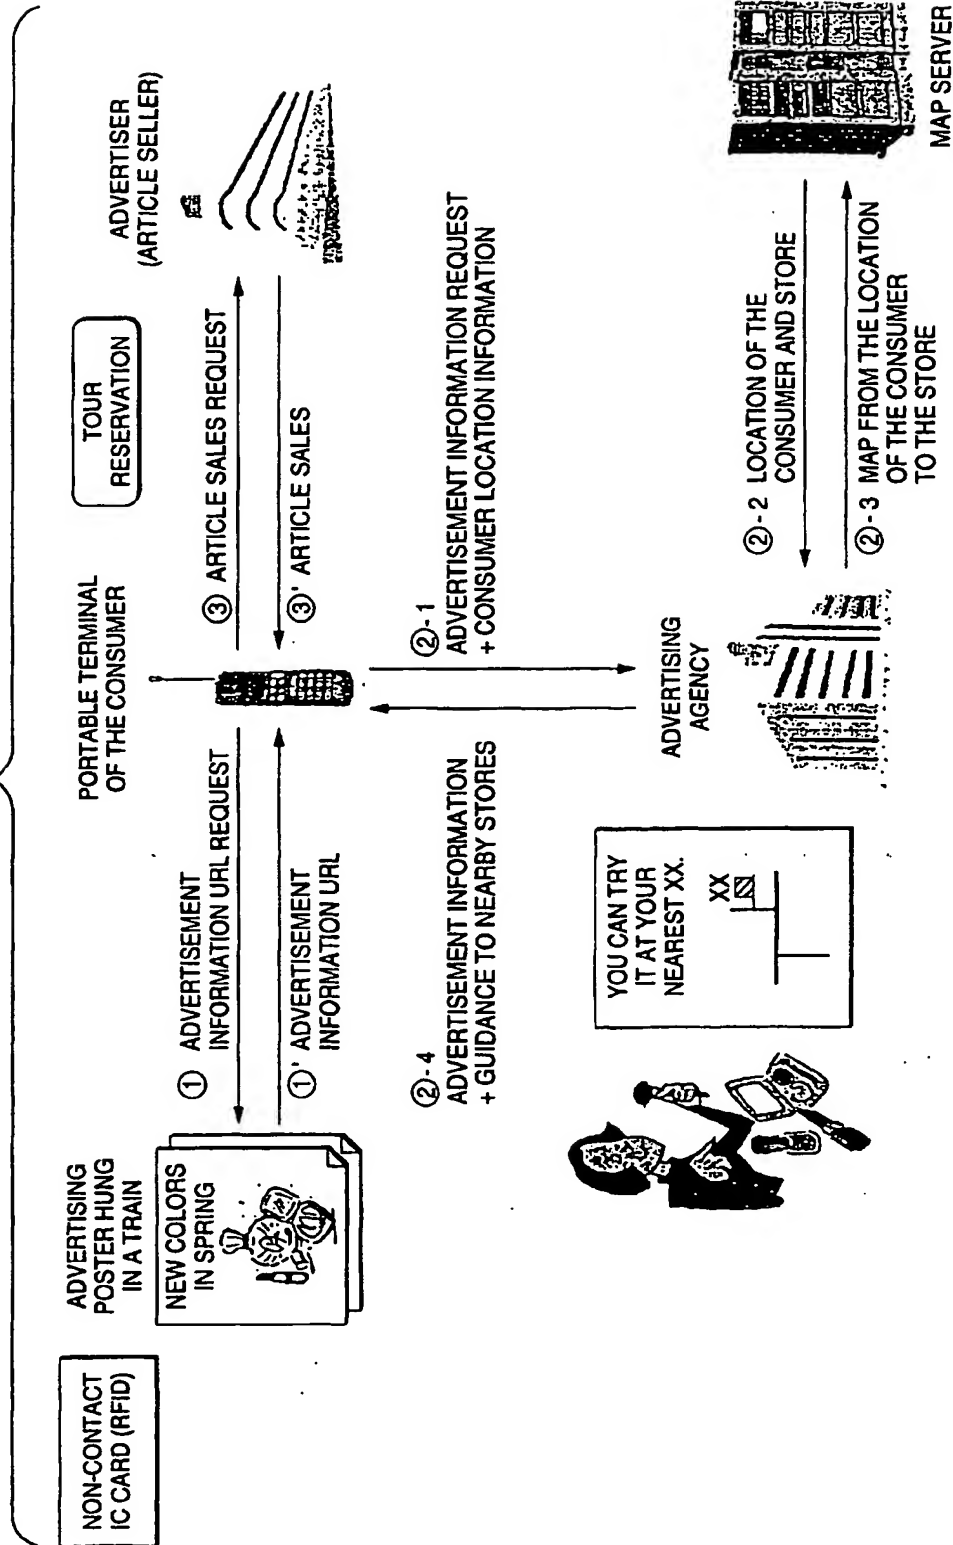 NON-CONTACT
IC CARD (RFID)
ADVERTISING
POSTER HUNG
IN A TRAIN
NEW COLORS
IN SPRING
① ADVERTISEMENT
INFORMATION URL REQUEST
①' ADVERTISEMENT
INFORMATION URL
PORTABLE TERMINAL
OF THE CONSUMER
TOUR
RESERVATION
③ ARTICLE SALES REQUEST
③' ARTICLE SALES
ADVERTISER
(ARTICLE SELLER)
②-4
ADVERTISEMENT INFORMATION
+ GUIDANCE TO NEARBY STORES
②-1
ADVERTISEMENT INFORMATION REQUEST
+ CONSUMER LOCATION INFORMATION
YOU CAN TRY
IT AT YOUR
NEAREST XX.
XX
ADVERTISING
AGENCY
②-2 LOCATION OF THE
CONSUMER AND STORE
②-3 MAP FROM THE LOCATION
OF THE CONSUMER
TO THE STORE
MAP SERVER